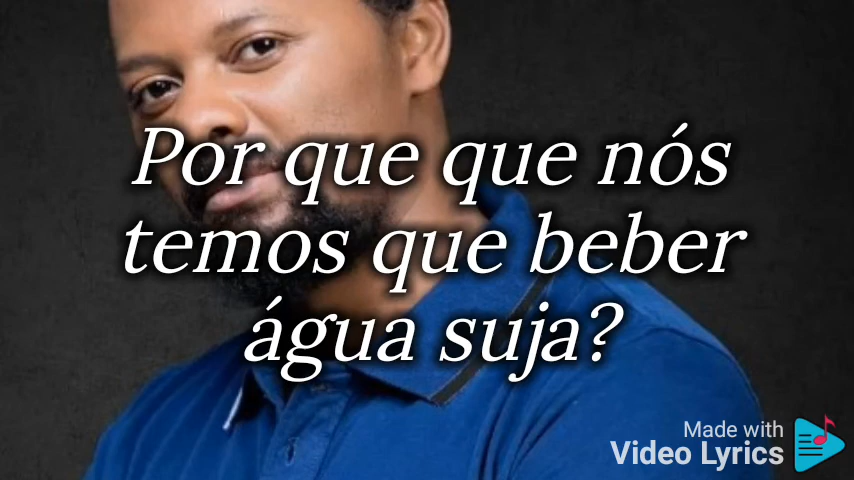 Por que que nós
temos que beber
água suja?
Made with
Video Lyrics